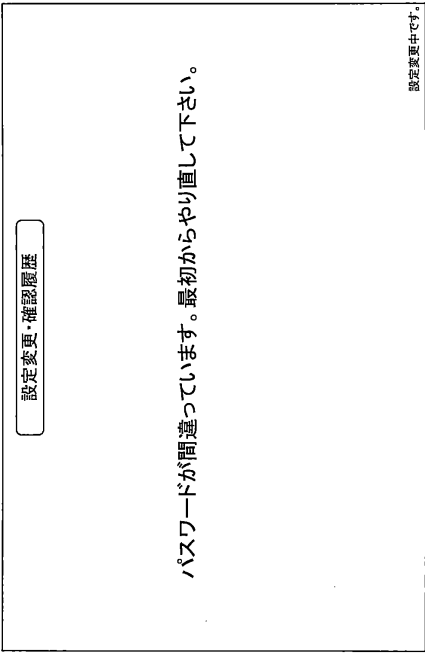 設定変更・確認履歴
パスワードが間違っています。最初からやり直して下さい。
設定変更中です。